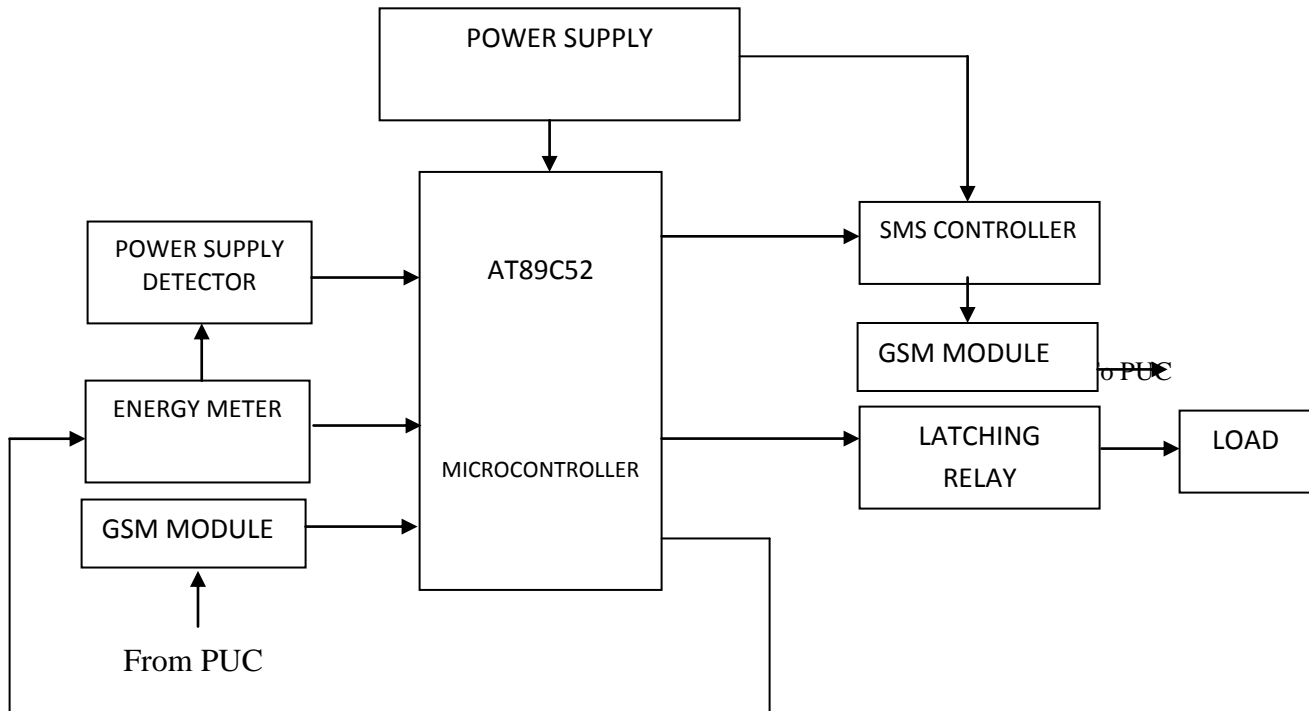 POWER SUPPLY
POWER SUPPLY
DETECTOR
AT89C52
MICROCONTROLLER
SMS CONTROLLER
GSM MODULE
PUC
ENERGY METER
LATCHING
RELAY
LOAD
GSM MODULE
From PUC